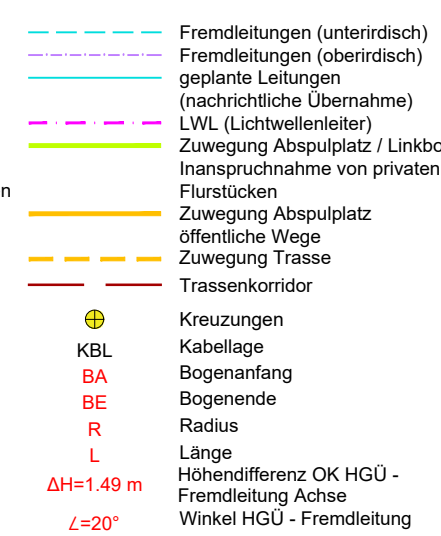 Fremdleitungen (unterirdisch)
Fremdleitungen (oberirdisch)
geplante Leitungen
(nachrichtliche Übernahme)
LWL (Lichtwellenleiter)
Zuwegung Abspulplatz / Linkbo
Inanspruchnahme von privaten
n Flurstücken
Zuwegung Abspulplatz
öffentliche Wege
Zuwegung Trasse
Trassenkorridor
Kreuzungen
KBL Kabellage
BA Bogenanfang
BE Bogenende
R Radius
L Länge
ΔH=1.49 m Höhendifferenz OK HGÜ -
Fremdleitung Achse
∠=20° Winkel HGÜ - Fremdleitung